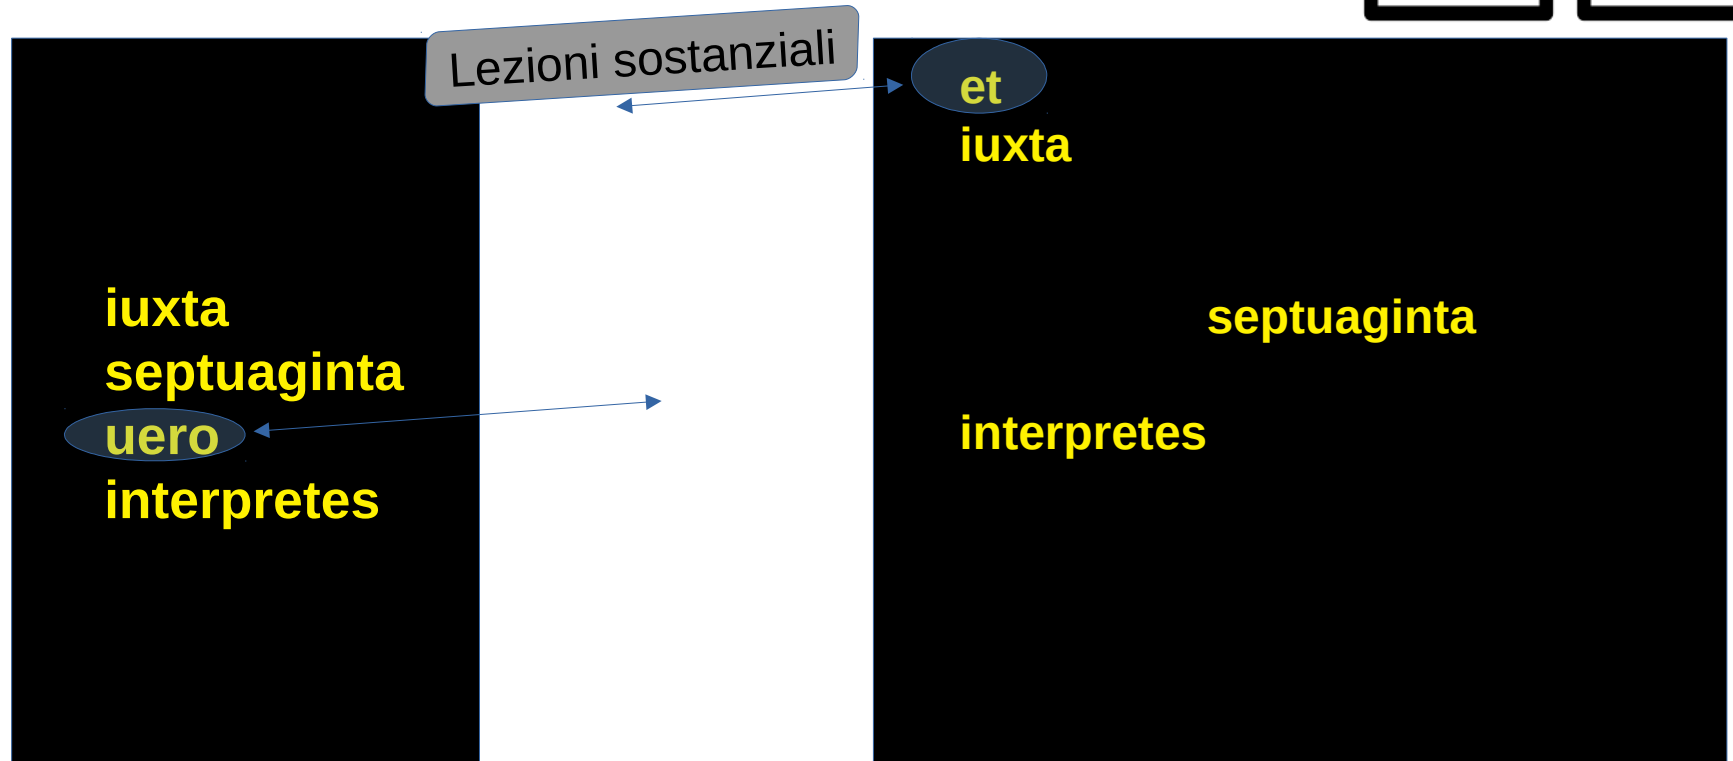 Lezioni sostanziali
iuxta
septuaginta
uero
interpretes
et
iuxta
septuaginta
interpretes